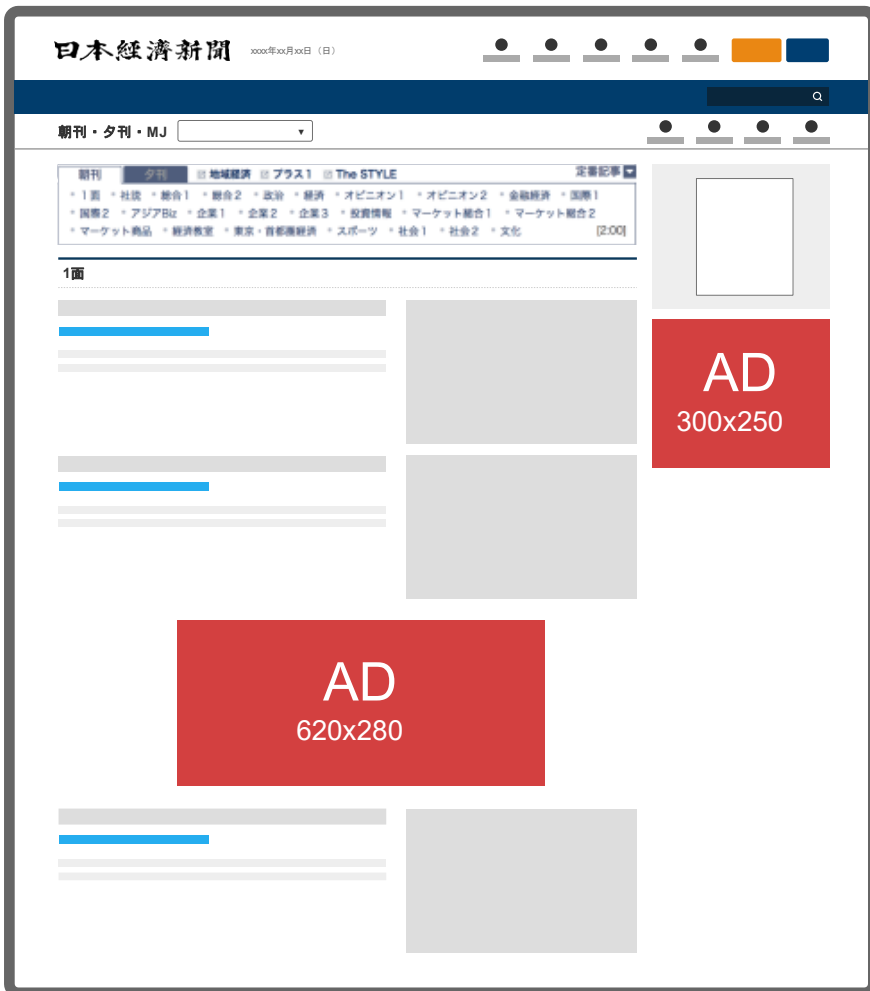 日本経済新聞 xxxx年xx月xx日（日）
朝刊・夕刊・MJ ▼
朝刊 夕刊 地域経済 プラス1 The STYLE 定番記事
1面 社説 総合1 総合2 政治 経済 オピニオン1 オピニオン2 金融経済 国際1
国際2 アジアBiz 企業1 企業2 企業3 投資情報 マーケット総合1 マーケット総合2
マーケット商品 経済教室 東京・首都圏経済 スポーツ 社会1 社会2 文化 [2:00]
1面
AD
300x250
AD
620x280